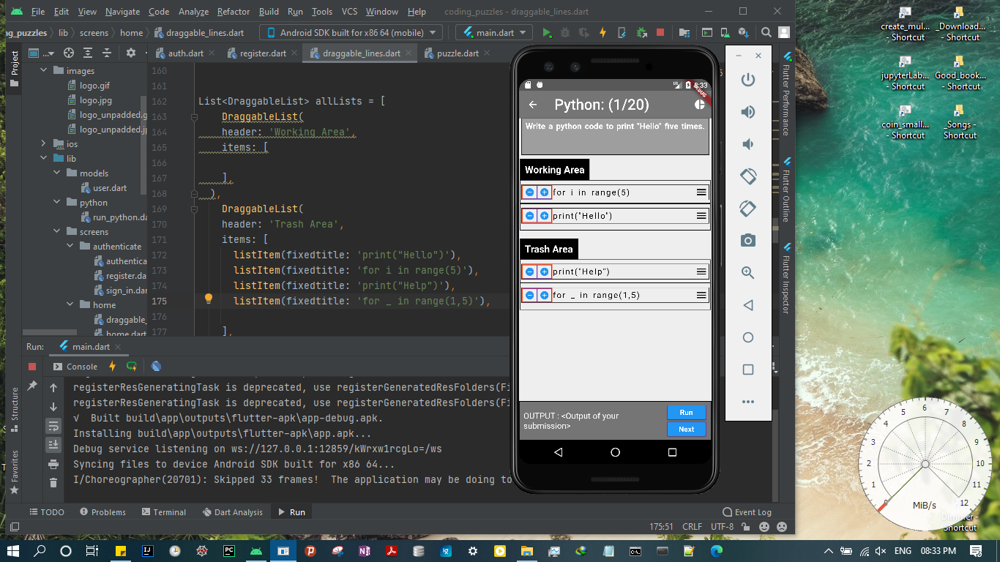 File Edit View Navigate Code Analyze Refactor Build Run Tools VCS Window Help coding_puzzles - draggable_lines.dart
ng_puzzles lib screens home draggable_lines.dart Android SDK built for x86 64 (mobile) main.dart
Project ... auth.dart register.dart draggable_lines.dart puzzle.dart
images
logo.gif
logo.jpg
logo_unpadded.g
logo_unpadded.jp
ios
lib
models
user.dart
python
run_python.da
screens
authenticate
authentica
register.da
sign_in.dar
home
draggable_
home.dart
160
161
162 List<DraggableList> allLists = [
163 DraggableList(
164 header: 'Working Area',
165 items: [
166
167 ],
168 ),
169 DraggableList(
170 header: 'Trash Area',
171 items: [
172 listItem(fixedtitle: 'print("Hello")'),
173 listItem(fixedtitle: 'for i in range(5)'),
174 listItem(fixedtitle: 'print("Help")'),
175 listItem(fixedtitle: 'for _ in range(1,5)'),
176
177 ],
Run: main.dart
Console
registerResGeneratingTask is deprecated, use registerGeneratedResFolders(Fi
registerResGeneratingTask is deprecated, use registerGeneratedResFolders(Fi
√ Built build\app\outputs\flutter-apk\app-debug.apk.
Installing build\app\outputs\flutter-apk\app.apk...
Debug service listening on ws://127.0.0.1:12859/kWrxw1rcgLo=/ws
Syncing files to device Android SDK built for x86 64...
I/Choreographer(20701): Skipped 33 frames! The application may be doing to
Structure
Favorites
TODO Problems Terminal Dart Analysis Run Event Log
175:51 CRLF UTF-8
8:33
DEBUG
Python: (1/20)
Write a python code to print "Hello" five times.
Working Area
for i in range(5)
print("Hello")
Trash Area
print("Help")
for _ in range(1,5)
OUTPUT : <Output of your
submission>
Run
Next
Flutter Performance
Flutter Outline
Flutter Inspector
create_mul...
- Shortcut
_Download...
- Shortcut
jupyterLab...
- Shortcut
Good_book...
- Shortcut
coin_small...
- Shortcut
_Songs -
Shortcut
0 1 2 3 4 5 6 7 8 9 10 11 12
MiB/s
Dimmer -
Shortcut
IJ PC
ENG 08:33 PM